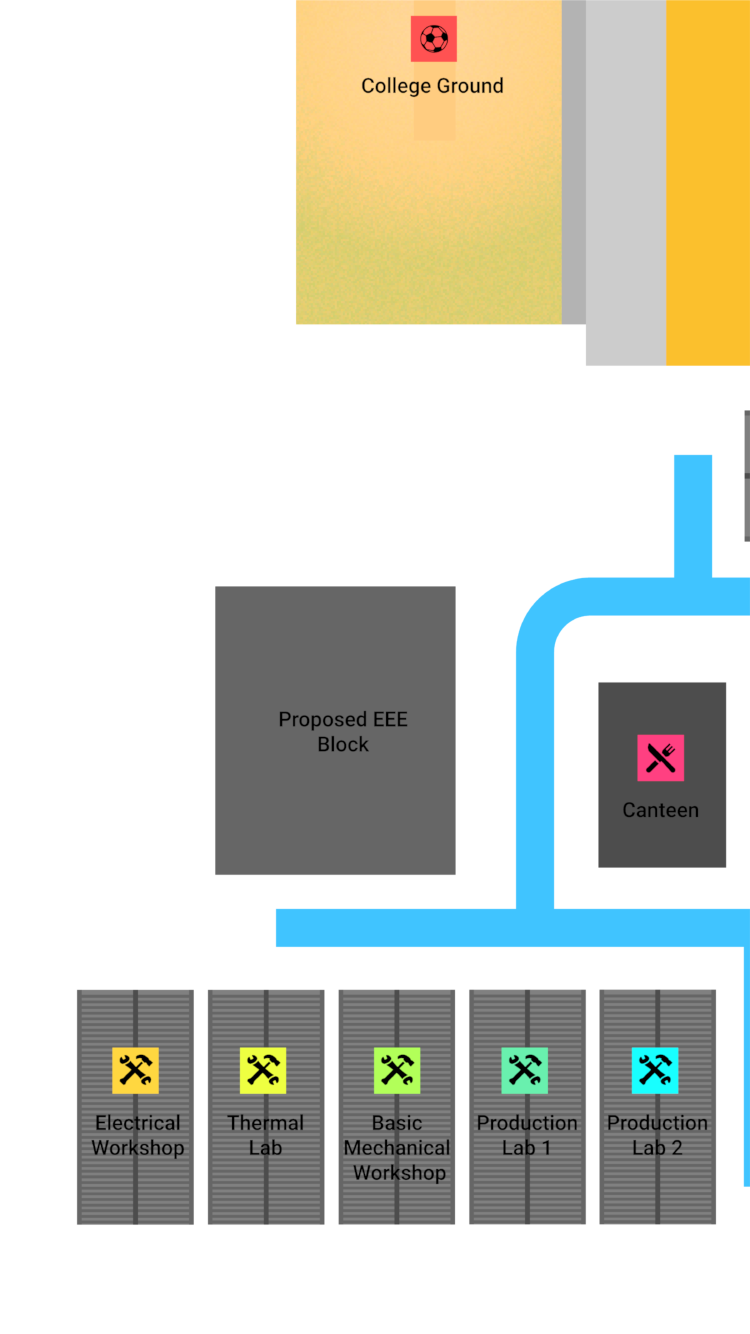 College Ground
Proposed EEE
Block
Canteen
Electrical
Workshop
Thermal
Lab
Basic
Mechanical
Workshop
Production
Lab 1
Production
Lab 2